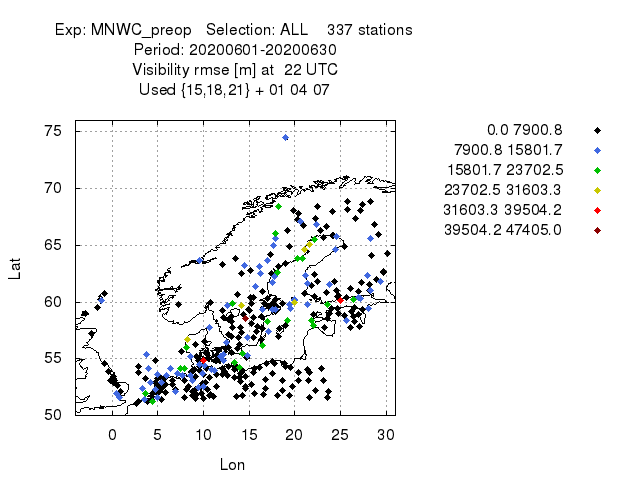 Exp: MNWC_preop Selection: ALL 337 stations
Period: 20200601-20200630
Visibility rmse [m] at 22 UTC
Used {15,18,21} + 01 04 07
0.0 7900.8
7900.8 15801.7
15801.7 23702.5
23702.5 31603.3
31603.3 39504.2
39504.2 47405.0
75
70
65
60
55
50
Lat
0 5 10 15 20 25 30
Lon